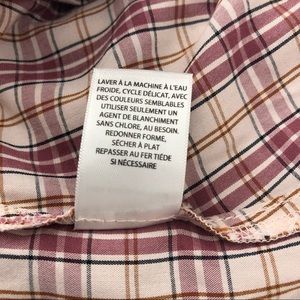 LAVER À LA MACHINE À L'EAU
FROIDE, CYCLE DÉLICAT, AVEC
DES COULEURS SEMBLABLES
UTILISER SEULEMENT UN
AGENT DE BLANCHIMENT
SANS CHLORE, AU BESOIN.
REDONNER FORME,
SÉCHER À PLAT
REPASSER AU FER TIÈDE
SI NÉCESSAIRE